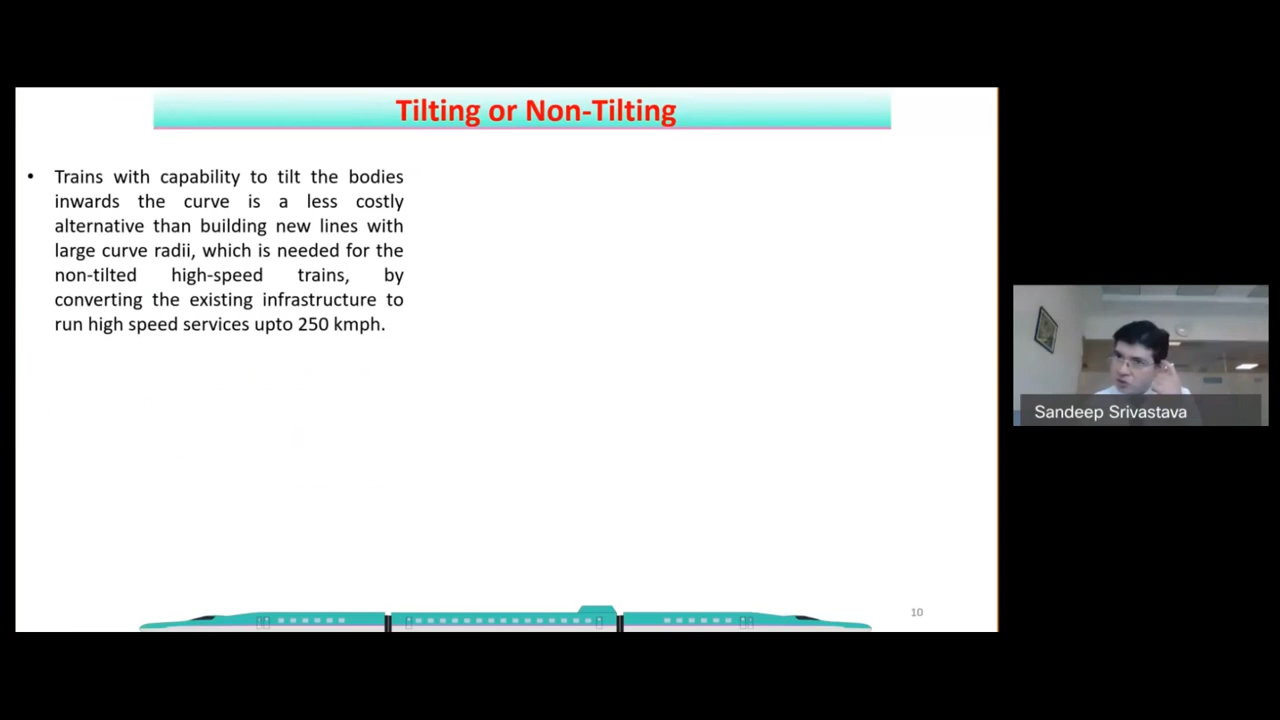 Tilting or Non-Tilting
• Trains with capability to tilt the bodies
inwards the curve is a less costly
alternative than building new lines with
large curve radii, which is needed for the
non-tilted high-speed trains, by
converting the existing infrastructure to
run high speed services upto 250 kmph.
Sandeep Srivastava
10